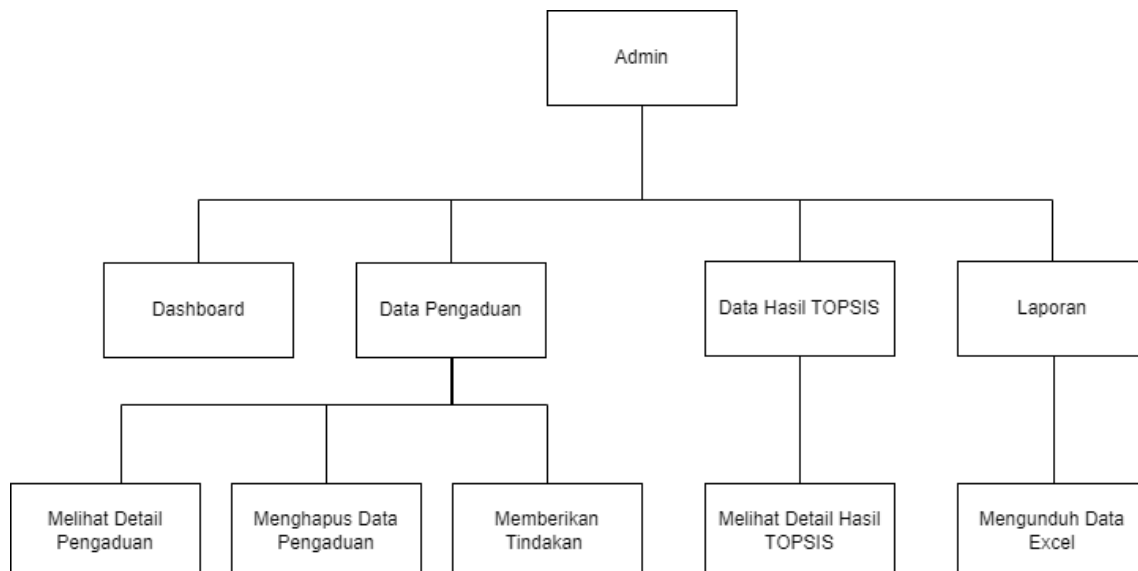 Admin
Dashboard
Data Pengaduan
Data Hasil TOPSIS
Laporan
Melihat Detail
Pengaduan
Menghapus Data
Pengaduan
Memberikan
Tindakan
Melihat Detail Hasil
TOPSIS
Mengunduh Data
Excel